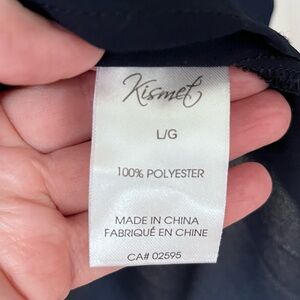 Kismet
L/G
100% POLYESTER
MADE IN CHINA
FABRIQUÉ EN CHINE
CA# 02595